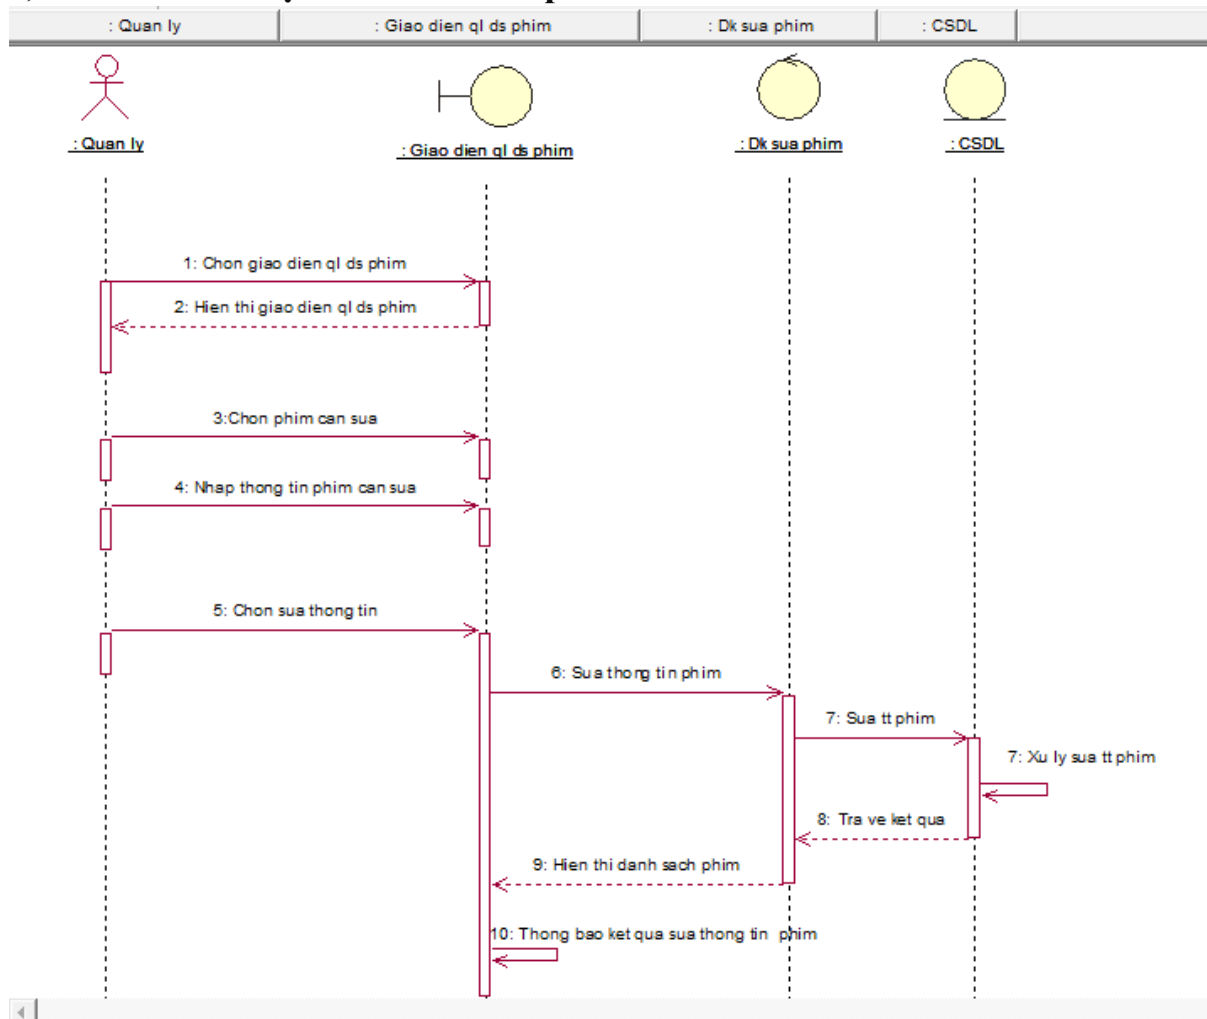 : Quan ly
: Giao dien ql ds phim
: Dk sua phim
: CSDL
: Quan ly
: Giao dien ql ds phim
: Dk sua phim
: CSDL
1: Chon giao dien ql ds phim
2: Hien thi giao dien ql ds phim
3:Chon phim can sua
4: Nhap thong tin phim can sua
5: Chon sua thong tin
6: Sua thong tin phim
7: Sua tt phim
7: Xu ly sua tt phim
8: Tra ve ket qua
9: Hien thi danh sach phim
10: Thong bao ket qua sua thong tin phim